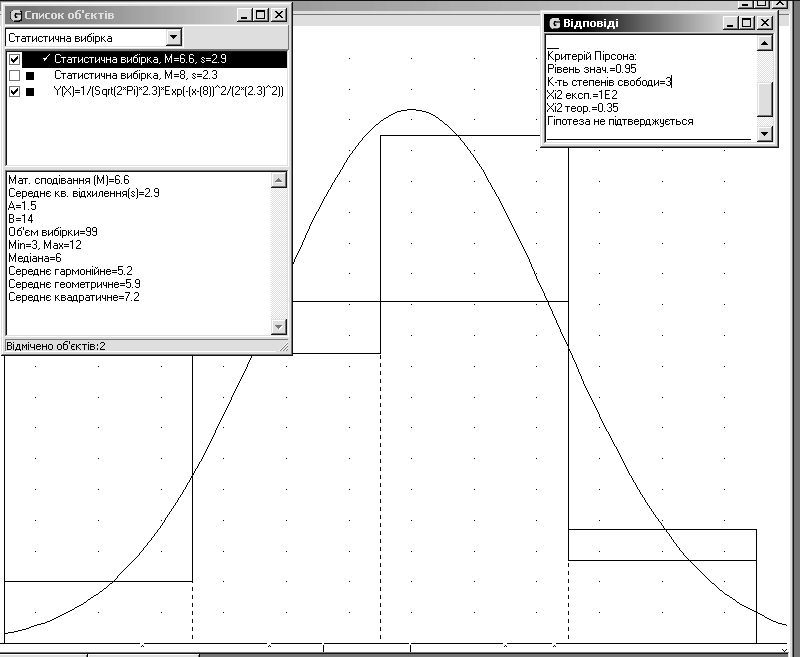 Список об'єктів
Статистична вибірка
Статистична вибірка, M=6.6, s=2.9
Статистична вибірка, M=8, s=2.3
Y(X)=1/(Sqrt(2*Pi)*2.3)*Exp(-(x-(8))^2/(2*(2.3)^2))
Мат. сподівання (M)=6.6
Середнє кв. відхилення(s)=2.9
A=1.5
B=14
Об'єм вибірки=99
Min=3, Max=12
Медіана=6
Середнє гармонійне=5.2
Середнє геометричне=5.9
Середнє квадратичне=7.2
Відмічено об'єктів:2
Відповіді
Критерій Пірсона:
Рівень знач.=0.95
К-ть степенів свободи=3
Xi2 експ.=1E2
Xi2 теор.=0.35
Гіпотеза не підтверджується